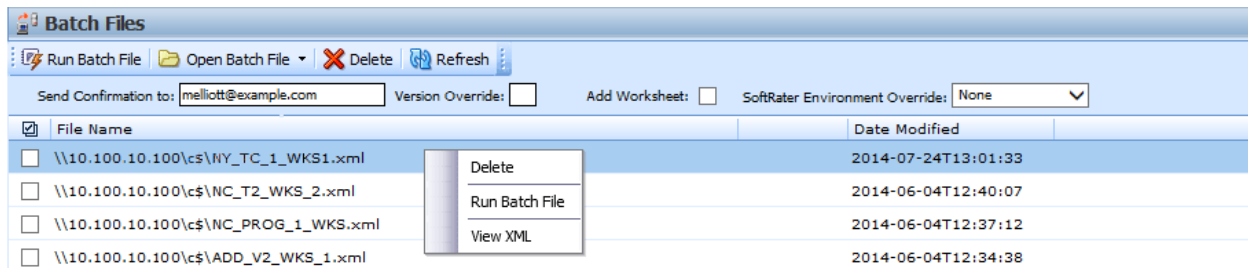 Batch Files
Run Batch File Open Batch File Delete Refresh
Send Confirmation to: melliott@example.com Version Override: Add Worksheet: SoftRater Environment Override: None
File Name Date Modified
\\10.100.10.100\c$\NY_TC_1_WKS1.xml 2014-07-24T13:01:33
Delete
\\10.100.10.100\c$\NC_T2_WKS_2.xml 2014-06-04T12:40:07
Run Batch File
\\10.100.10.100\c$\NC_PROG_1_WKS.xml 2014-06-04T12:37:12
View XML
\\10.100.10.100\c$\ADD_V2_WKS_1.xml 2014-06-04T12:34:38